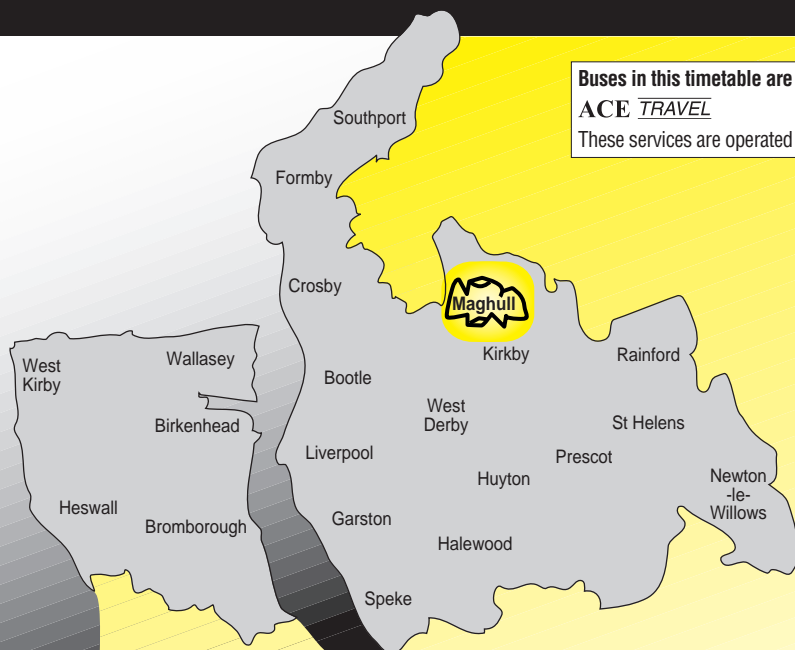 Buses in this timetable are
ACE TRAVEL
These services are operated
Southport
Formby
Crosby
Maghull
Kirkby
Rainford
West
Kirby
Wallasey
Bootle
West
Derby
Birkenhead
St Helens
Liverpool
Prescot
Huyton
Newton
-le-
Willows
Heswall
Bromborough
Garston
Halewood
Speke